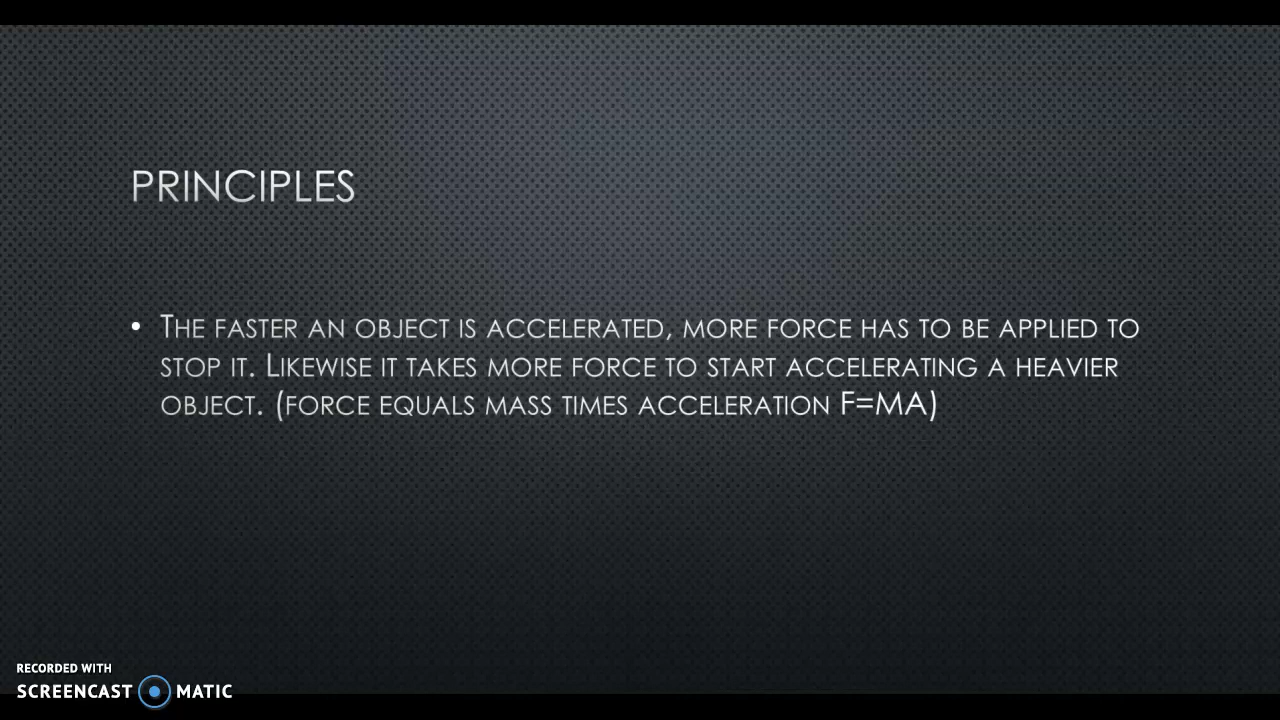 PRINCIPLES
• THE FASTER AN OBJECT IS ACCELERATED, MORE FORCE HAS TO BE APPLIED TO
STOP IT. LIKEWISE IT TAKES MORE FORCE TO START ACCELERATING A HEAVIER
OBJECT. (FORCE EQUALS MASS TIMES ACCELERATION F=MA)
RECORDED WITH
SCREENCAST MATIC